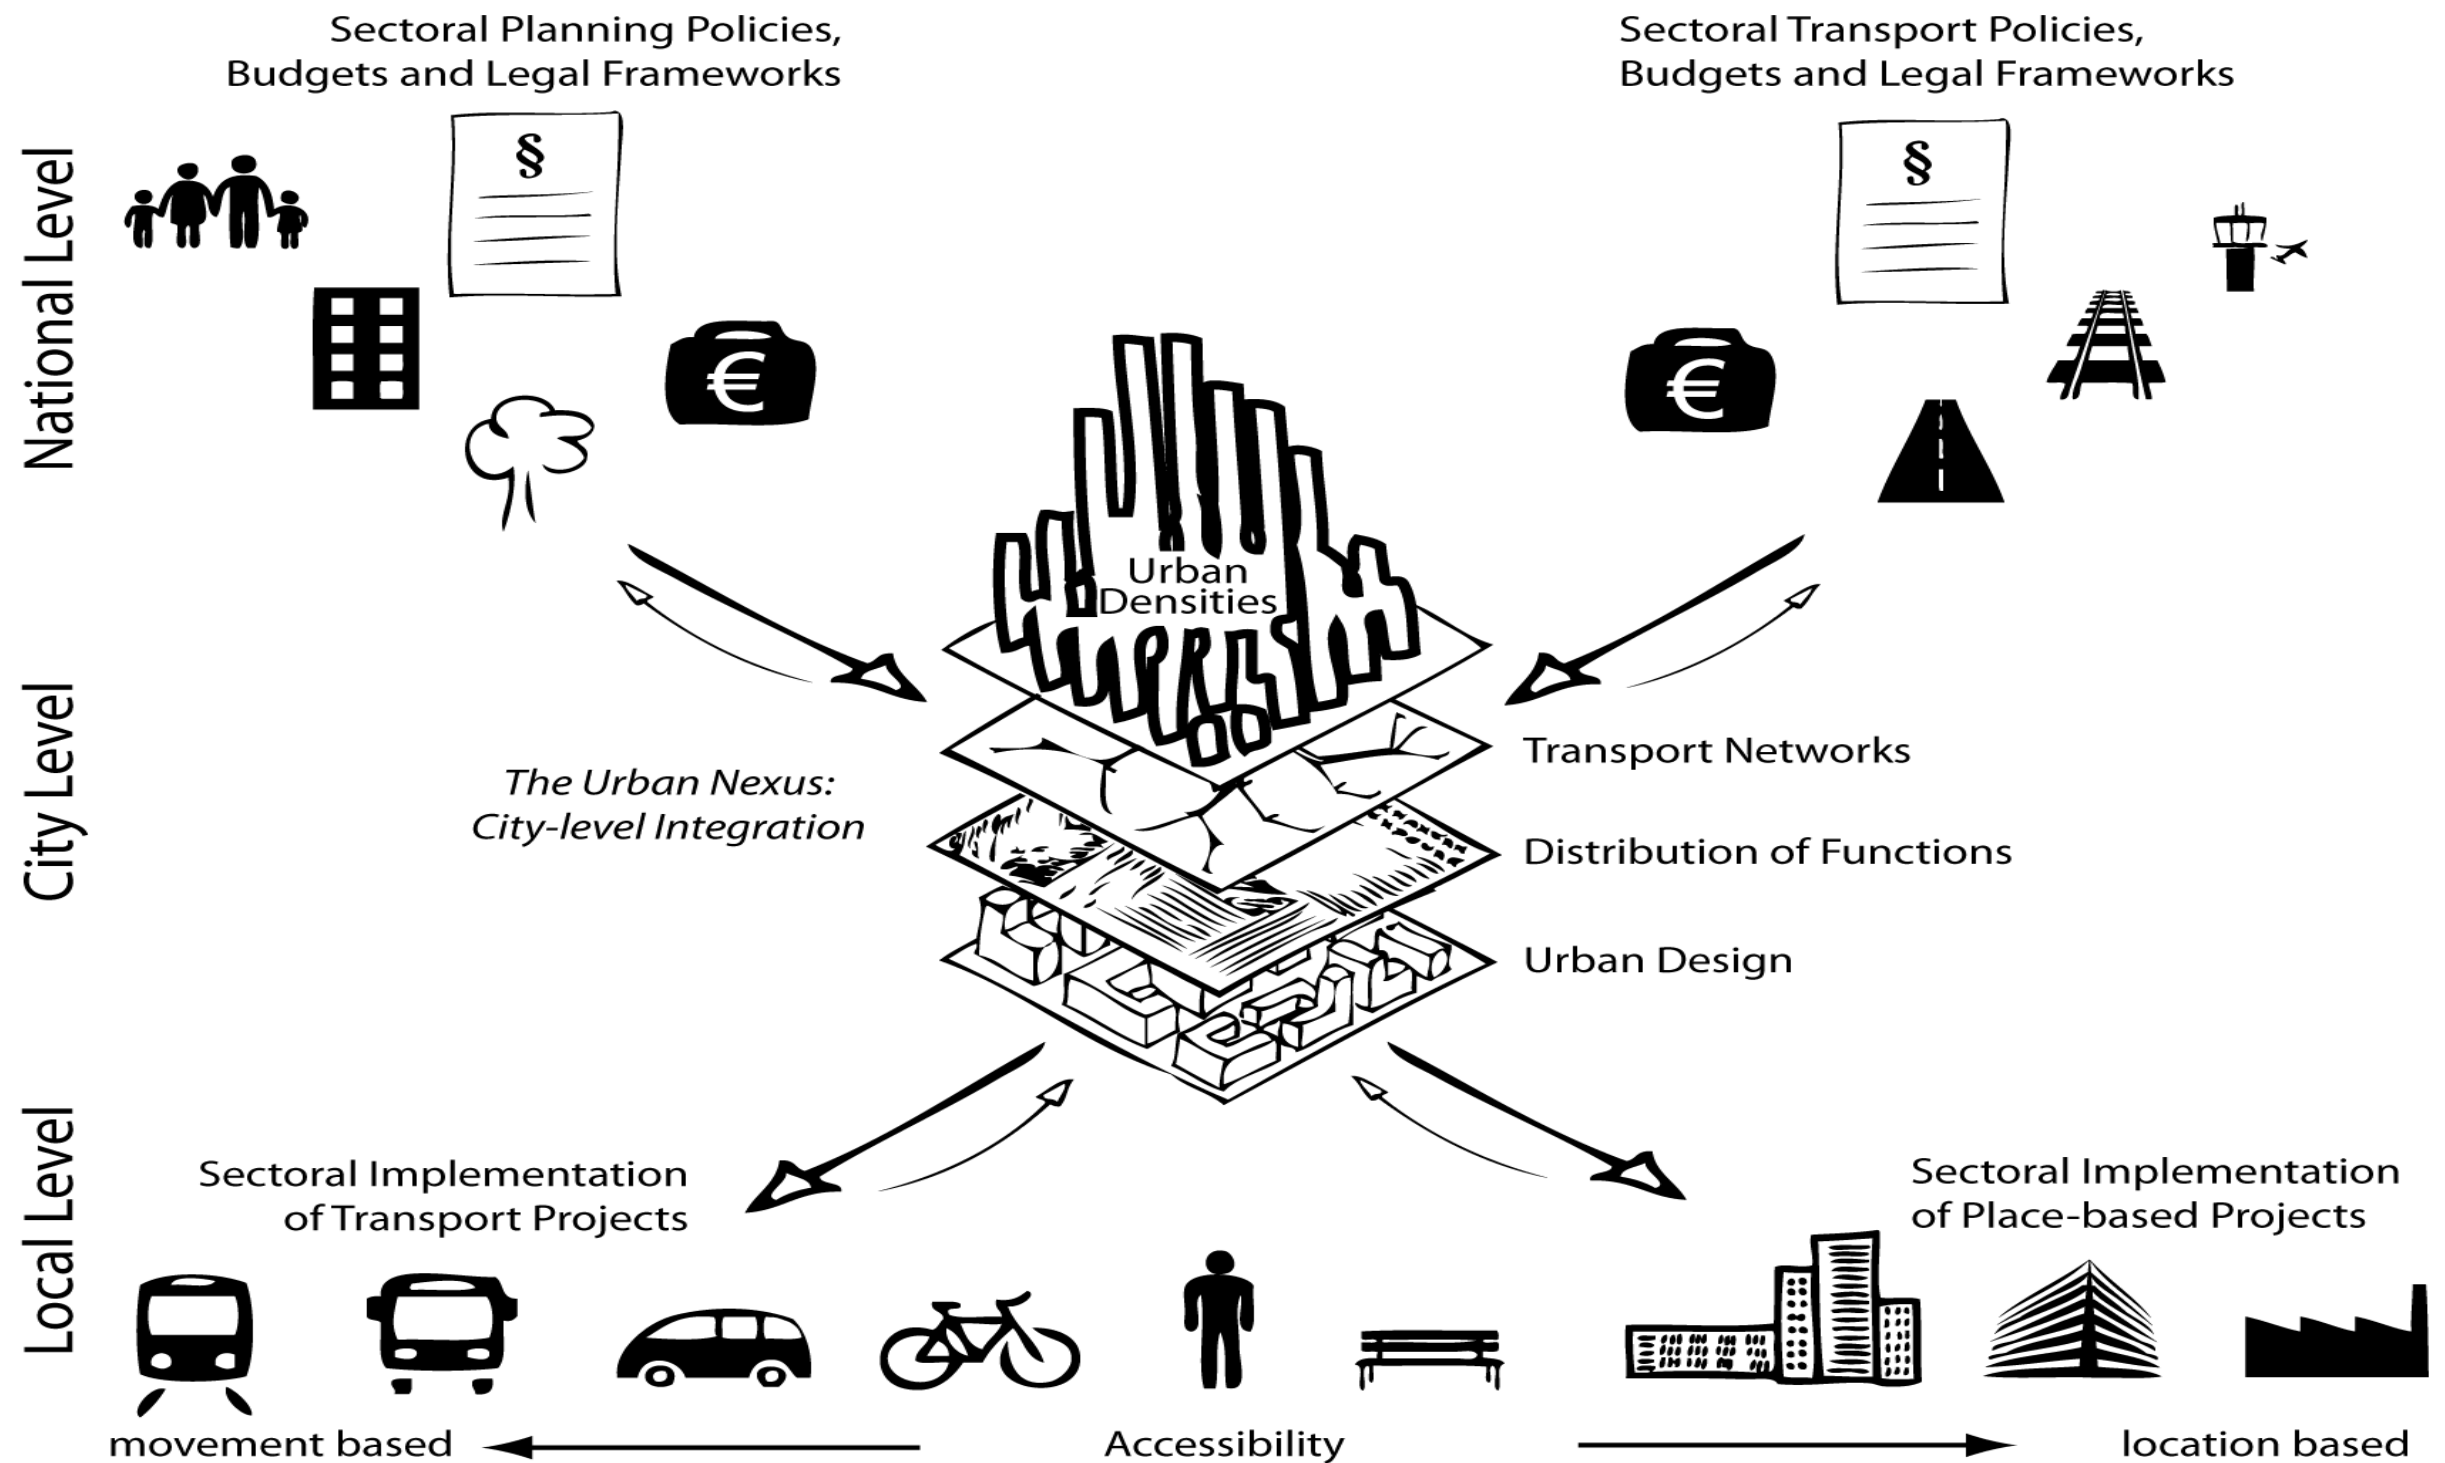 Sectoral Planning Policies,
Budgets and Legal Frameworks
Sectoral Transport Policies,
Budgets and Legal Frameworks
National Level
§
§
€
€
Urban
Densities
City Level
The Urban Nexus:
City-level Integration
Transport Networks
Distribution of Functions
Urban Design
Local Level
Sectoral Implementation
of Transport Projects
Sectoral Implementation
of Place-based Projects
movement based
Accessibility
location based